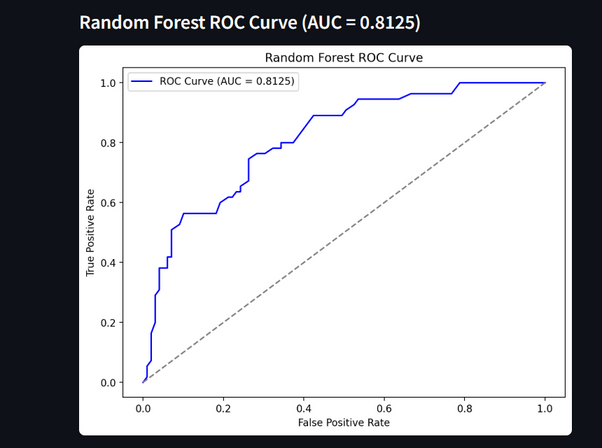 Random Forest ROC Curve (AUC = 0.8125)
Random Forest ROC Curve
ROC Curve (AUC = 0.8125)
True Positive Rate
1.0
0.8
0.6
0.4
0.2
0.0
0.0 0.2 0.4 0.6 0.8 1.0
False Positive Rate